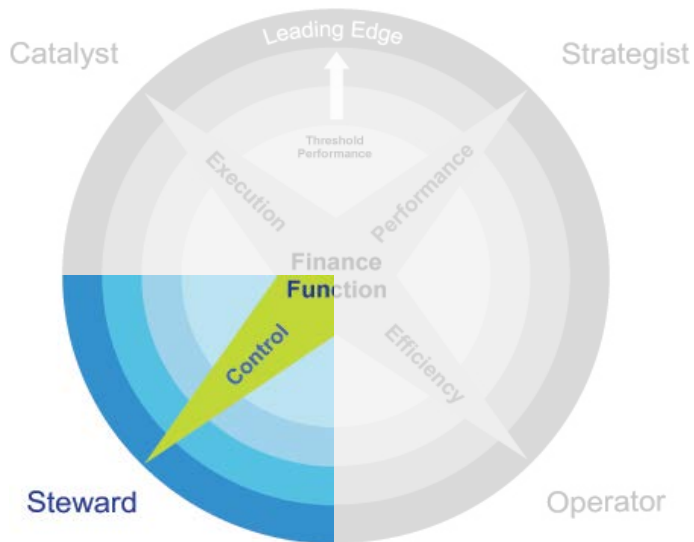 Leading Edge
Catalyst
Strategist
Threshold
Performance
Execution
Performance
Finance
Function
Control
Efficiency
Steward
Operator